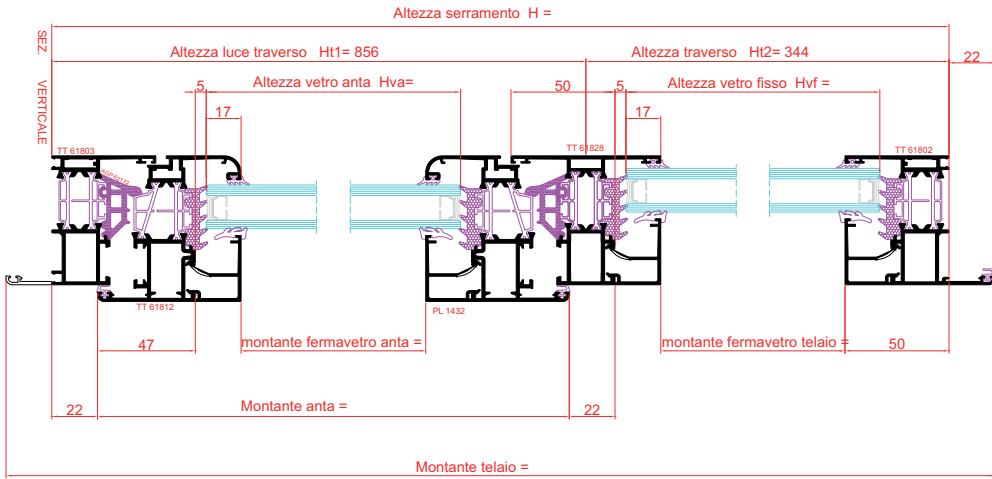 Altezza serramento H =
SEZ. VERTICALE
Altezza luce traverso Ht1= 856
Altezza traverso Ht2= 344
22
5
Altezza vetro anta Hva=
50
5
Altezza vetro fisso Hvf =
17
17
TT 61803
TT 61828
TT 61802
TT 61812
PL 1432
47
montante fermavetro anta =
montante fermavetro telaio =
50
22
Montante anta =
22
Montante telaio =